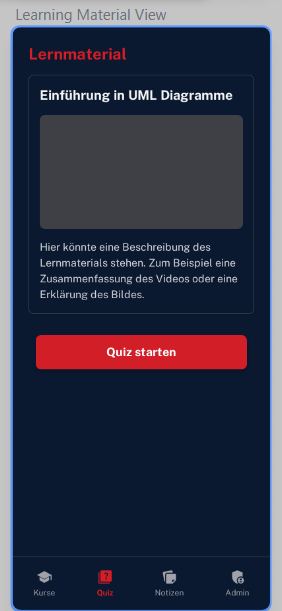 Learning Material View
Lernmaterial
Einführung in UML Diagramme
Hier könnte eine Beschreibung des
Lernmaterials stehen. Zum Beispiel eine
Zusammenfassung des Videos oder eine
Erklärung des Bildes.
Quiz starten
Kurse
Quiz
Notizen
Admin